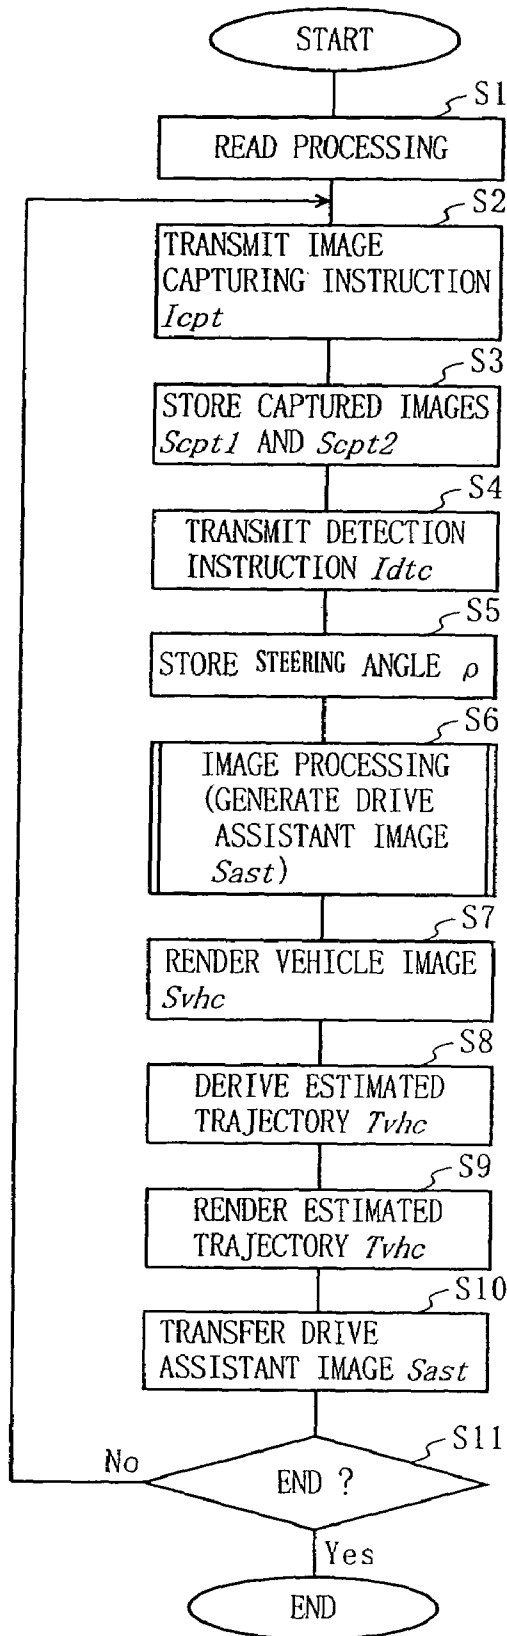 START
S1
READ PROCESSING
S2
TRANSMIT IMAGE
CAPTURING INSTRUCTION
Icpt
S3
STORE CAPTURED IMAGES
Scpt1 AND Scpt2
S4
TRANSMIT DETECTION
INSTRUCTION Idtc
S5
STORE STEERING ANGLE ρ
S6
IMAGE PROCESSING
(GENERATE DRIVE
ASSISTANT IMAGE
Sast)
S7
RENDER VEHICLE IMAGE
Svhc
S8
DERIVE ESTIMATED
TRAJECTORY Tvhc
S9
RENDER ESTIMATED
TRAJECTORY Tvhc
S10
TRANSFER DRIVE
ASSISTANT IMAGE Sast
S11
No
END ?
Yes
END